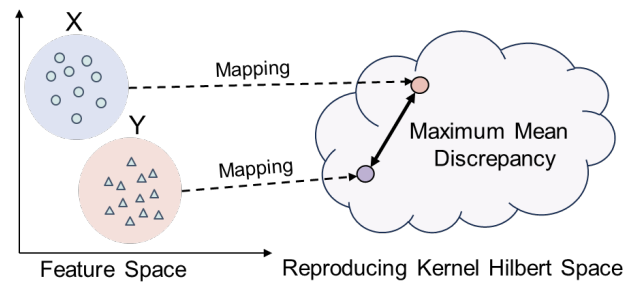 X
Y
Mapping
Mapping
Maximum Mean
Discrepancy
Feature Space
Reproducing Kernel Hilbert Space